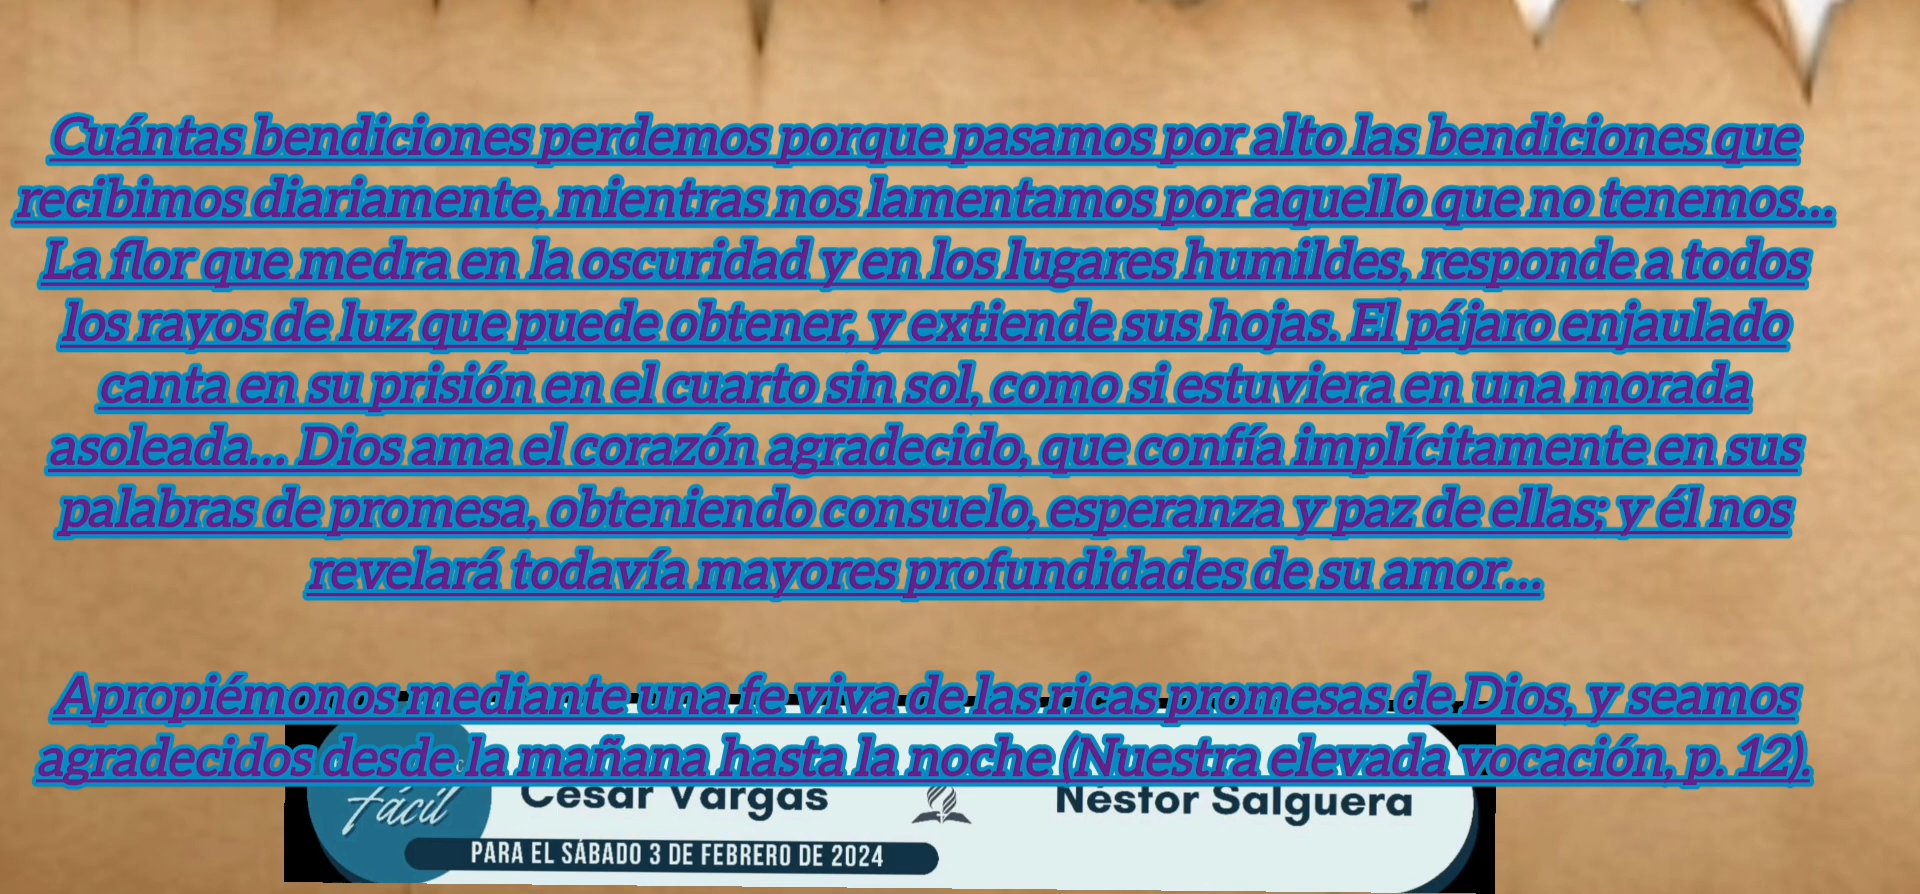 Cuántas bendiciones perdemos porque pasamos por alto las bendiciones que
recibimos diariamente, mientras nos lamentamos por aquello que no tenemos...
La flor que medra en la oscuridad y en los lugares humildes, responde a todos
los rayos de luz que puede obtener, y extiende sus hojas. El pájaro enjaulado
canta en su prisión en el cuarto sin sol, como si estuviera en una morada
asoleada... Dios ama el corazón agradecido, que confía implícitamente en sus
palabras de promesa, obteniendo consuelo, esperanza y paz de ellas; y él nos
revelará todavía mayores profundidades de su amor...
Apropiémonos mediante una fe viva de las ricas promesas de Dios, y seamos
agradecidos desde la mañana hasta la noche (Nuestra elevada vocación, p. 12).
fácil César Vargas Néstor Salguera
PARA EL SÁBADO 3 DE FEBRERO DE 2024